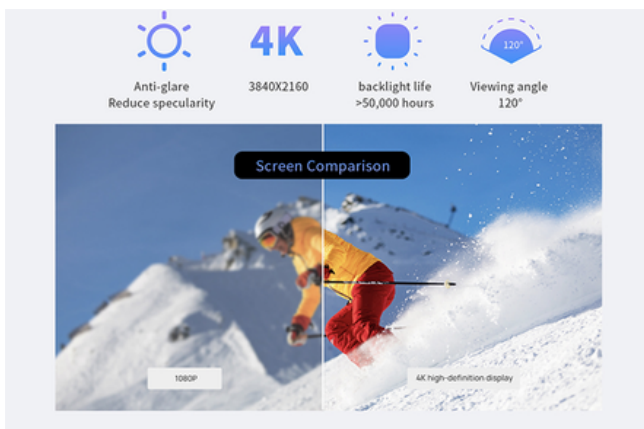 4K
120°
Anti-glare
Reduce specularity
3840X2160
backlight life
>50,000 hours
Viewing angle
120°
Screen Comparison
1080P
4K high-definition display